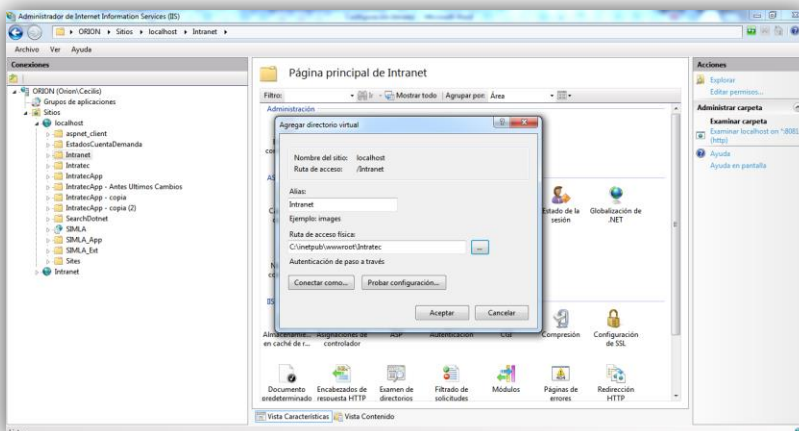 Administrador de Internet Information Services (IIS)
ORION ▸ Sitios ▸ localhost ▸ Intranet ▸
Archivo Ver Ayuda
Conexiones
ORION (Orion\Cecilis)
Grupos de aplicaciones
Sitios
localhost
aspnet_client
EstadosCuentaDemanda
Intranet
Intratec
IntratecApp
IntratecApp - Antes Ultimos Cambios
IntratecApp - copia
IntratecApp - copia (2)
SearchDotnet
SIMLA
SIMLA_App
SIMLA_Ext
Sites
Intranet
Página principal de Intranet
Filtro: Ir Mostrar todo Agrupar por: Área
Administración
Agregar directorio virtual
Nombre del sitio: localhost
Ruta de acceso: /Intranet
Alias:
Intranet
Ejemplo: images
Ruta de acceso física:
C:\inetpub\wwwroot\Intratec
...
Autenticación de paso a través
Conectar como... Probar configuración...
Aceptar Cancelar
Estado de la sesión
Globalización de .NET
Almacenamie... en caché de r...
Asignaciones de controlador
ASP
Autenticación
CGI
Compresión
Configuración de SSL
Documento predeterminado
Encabezados de respuesta HTTP
Examen de directorios
Filtrado de solicitudes
Módulos
Páginas de errores
Redirección HTTP
Vista Características Vista Contenido
Acciones
Explorar
Editar permisos...
Administrar carpeta
Examinar carpeta
Examinar localhost on *:8081 (http)
Ayuda
Ayuda en pantalla